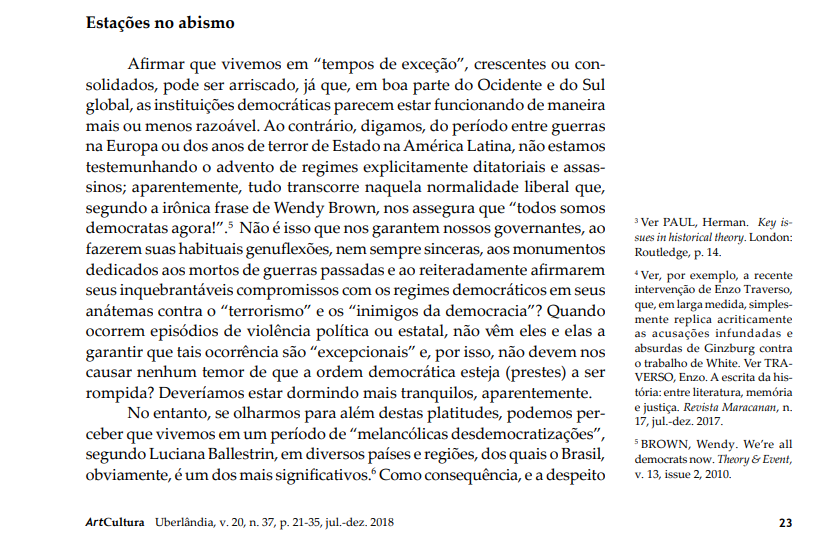 Estações no abismo
Afirmar que vivemos em “tempos de exceção”, crescentes ou con-
solidados, pode ser arriscado, já que, em boa parte do Ocidente e do Sul
global, as instituições democráticas parecem estar funcionando de maneira
mais ou menos razoável. Ao contrário, digamos, do período entre guerras
na Europa ou dos anos de terror de Estado na América Latina, não estamos
testemunhando o advento de regimes explicitamente ditatoriais e assas-
sinos; aparentemente, tudo transcorre naquela normalidade liberal que,
segundo a irônica frase de Wendy Brown, nos assegura que “todos somos
democratas agora!”.⁵ Não é isso que nos garantem nossos governantes, ao
fazerem suas habituais genuflexões, nem sempre sinceras, aos monumentos
dedicados aos mortos de guerras passadas e ao reiteradamente afirmarem
seus inquebrantáveis compromissos com os regimes democráticos em seus
anátemas contra o “terrorismo” e os “inimigos da democracia”? Quando
ocorrem episódios de violência política ou estatal, não vêm eles e elas a
garantir que tais ocorrência são “excepcionais” e, por isso, não devem nos
causar nenhum temor de que a ordem democrática esteja (prestes) a ser
rompida? Deveríamos estar dormindo mais tranquilos, aparentemente.
No entanto, se olharmos para além destas platitudes, podemos per-
ceber que vivemos em um período de “melancólicas desdemocratizações”,
segundo Luciana Ballestrin, em diversos países e regiões, dos quais o Brasil,
obviamente, é um dos mais significativos.⁶ Como consequência, e a despeito
³ Ver PAUL, Herman. Key is-
sues in historical theory. London:
Routledge, p. 14.
⁴ Ver, por exemplo, a recente
intervenção de Enzo Traverso,
que, em larga medida, simples-
mente replica acriticamente
as acusações infundadas e
absurdas de Ginzburg contra
o trabalho de White. Ver TRA-
VERSO, Enzo. A escrita da his-
tória: entre literatura, memória
e justiça. Revista Maracanan, n.
17, jul.-dez. 2017.
⁵ BROWN, Wendy. We’re all
democrats now. Theory & Event,
v. 13, issue 2, 2010.
ArtCultura Uberlândia, v. 20, n. 37, p. 21-35, jul.-dez. 2018
23